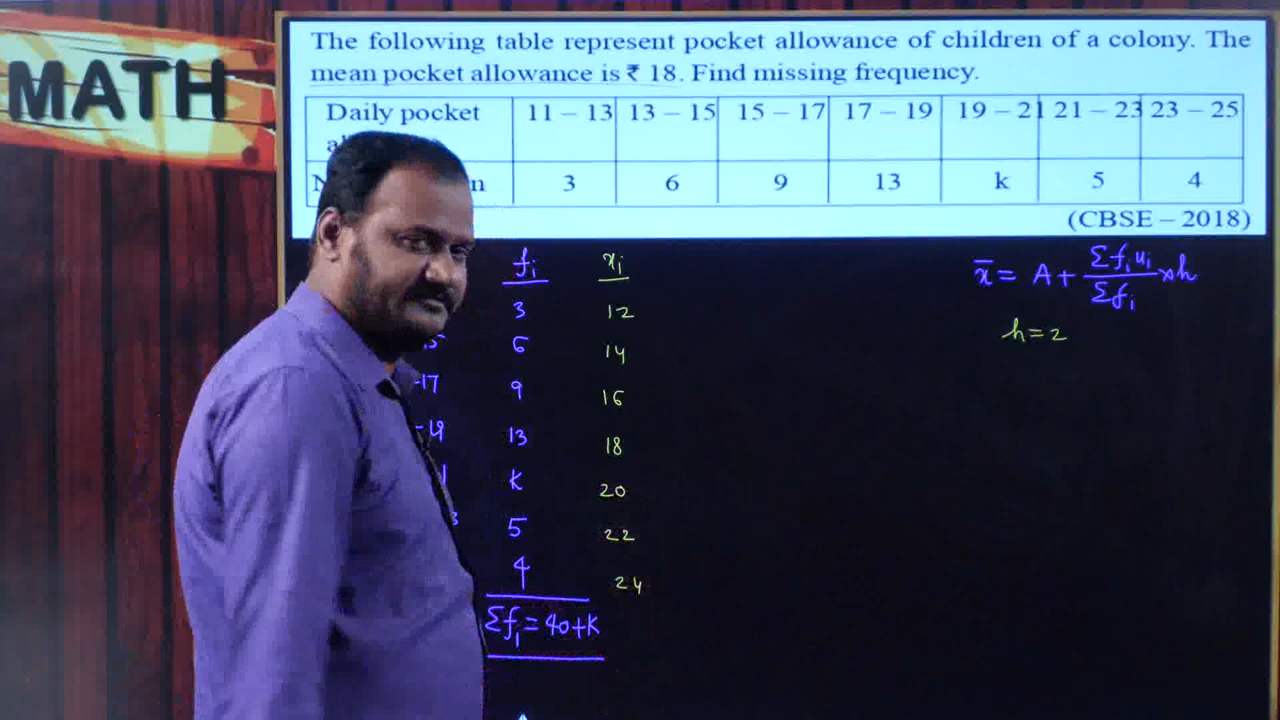 MATH
The following table represent pocket allowance of children of a colony. The
mean pocket allowance is ₹ 18. Find missing frequency.
Daily pocket 11 – 13 13 – 15 15 – 17 17 – 19 19 – 21 21 – 23 23 – 25
3 6 9 13 k 5 4
(CBSE – 2018)
fi xi
3 12
6 14
-17 9 16
-19 13 18
K 20
3 5 22
4 24
Σfi = 40+K
x̄ = A + Σfiui/Σfi × h
h = 2